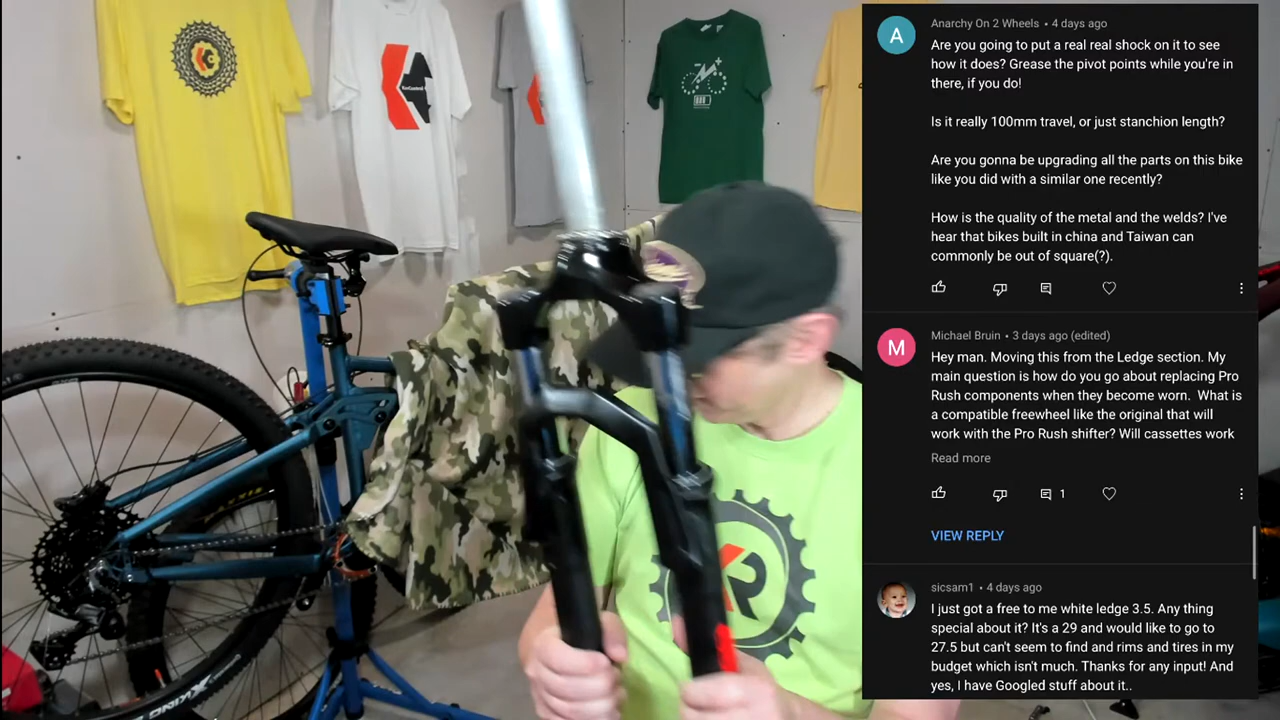 Anarchy On 2 Wheels • 4 days ago
Are you going to put a real real shock on it to see
how it does? Grease the pivot points while you're in
there, if you do!
Is it really 100mm travel, or just stanchion length?
Are you gonna be upgrading all the parts on this bike
like you did with a similar one recently?
How is the quality of the metal and the welds? I've
hear that bikes built in china and Taiwan can
commonly be out of square(?).
Michael Bruin • 3 days ago (edited)
Hey man. Moving this from the Ledge section. My
main question is how do you go about replacing Pro
Rush components when they become worn. What is
a compatible freewheel like the original that will
work with the Pro Rush shifter? Will cassettes work
Read more
1
VIEW REPLY
sicsam1 • 4 days ago
I just got a free to me white ledge 3.5. Any thing
special about it? It's a 29 and would like to go to
27.5 but can't seem to find and rims and tires in my
budget which isn't much. Thanks for any input! And
yes, I have Googled stuff about it..
A
M
X-KING